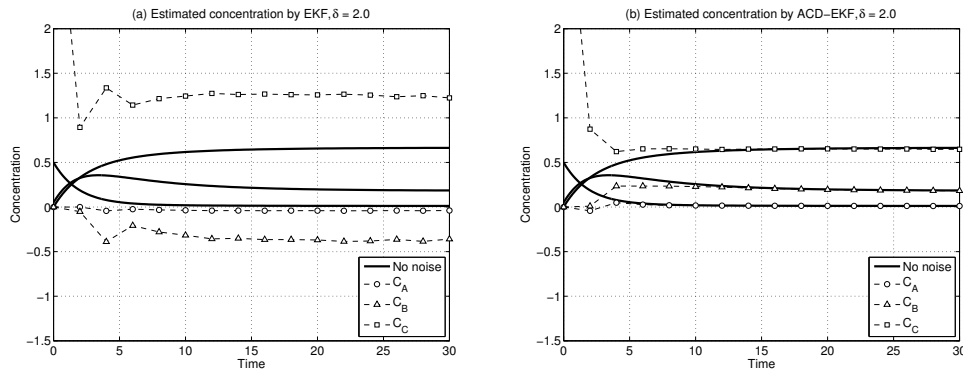 (a) Estimated concentration by EKF, δ = 2.0
2
1.5
1
0.5
0
−0.5
−1
−1.5
Concentration
0 5 10 15 20 25 30
Time
No noise
C_A
C_B
C_C
(b) Estimated concentration by ACD−EKF, δ = 2.0
2
1.5
1
0.5
0
−0.5
−1
−1.5
Concentration
0 5 10 15 20 25 30
Time
No noise
C_A
C_B
C_C